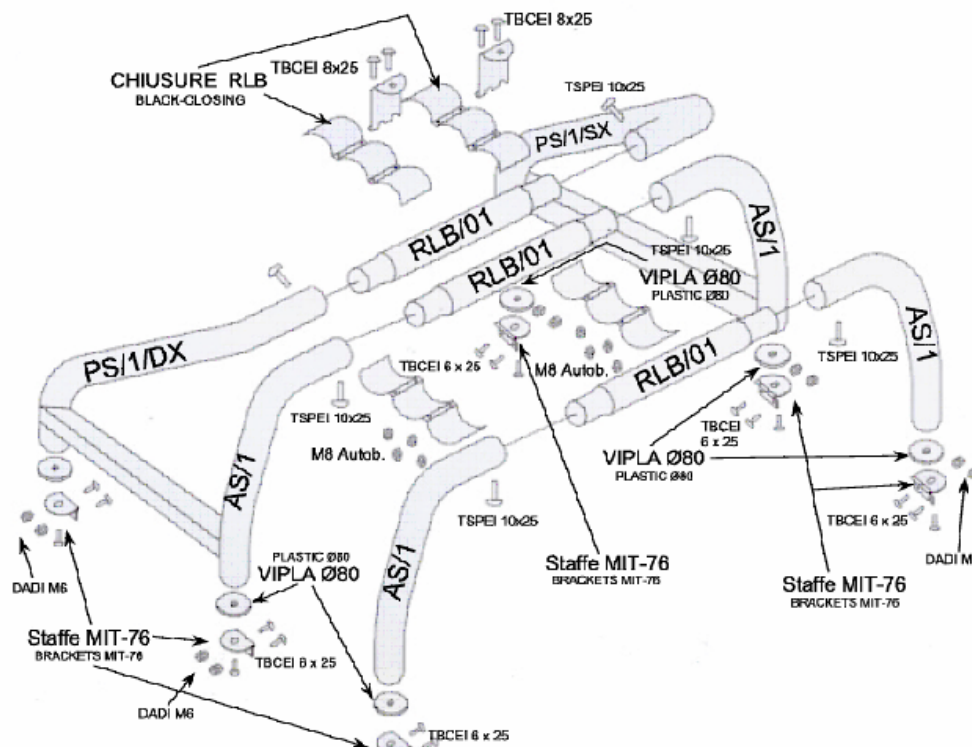 TBCEI 8x25
TBCEI 8x25
CHIUSURE RLB
BLACK-CLOSING
TSPEI 10x25
PS/1/SX
RLB/01
RLB/01
AS/1
TSPEI 10x25
VIPLA Ø80
PLASTIC Ø80
AS/1
PS/1/DX
TBCEI 6 x 25
M8 Autob.
RLB/01
TSPEI 10x25
TSPEI 10x25
M8 Autob.
TBCEI
6 x 25
VIPLA Ø80
PLASTIC Ø80
AS/1
TSPEI 10x25
TBCEI 6 x 25
DADI M
DADI M6
PLASTIC Ø80
VIPLA Ø80
AS/1
Staffe MIT-76
BRACKETS MIT-76
Staffe MIT-76
BRACKETS MIT-76
Staffe MIT-76
BRACKETS MIT-76
TBCEI 6 x 25
DADI M6
TBCEI 6 x 25